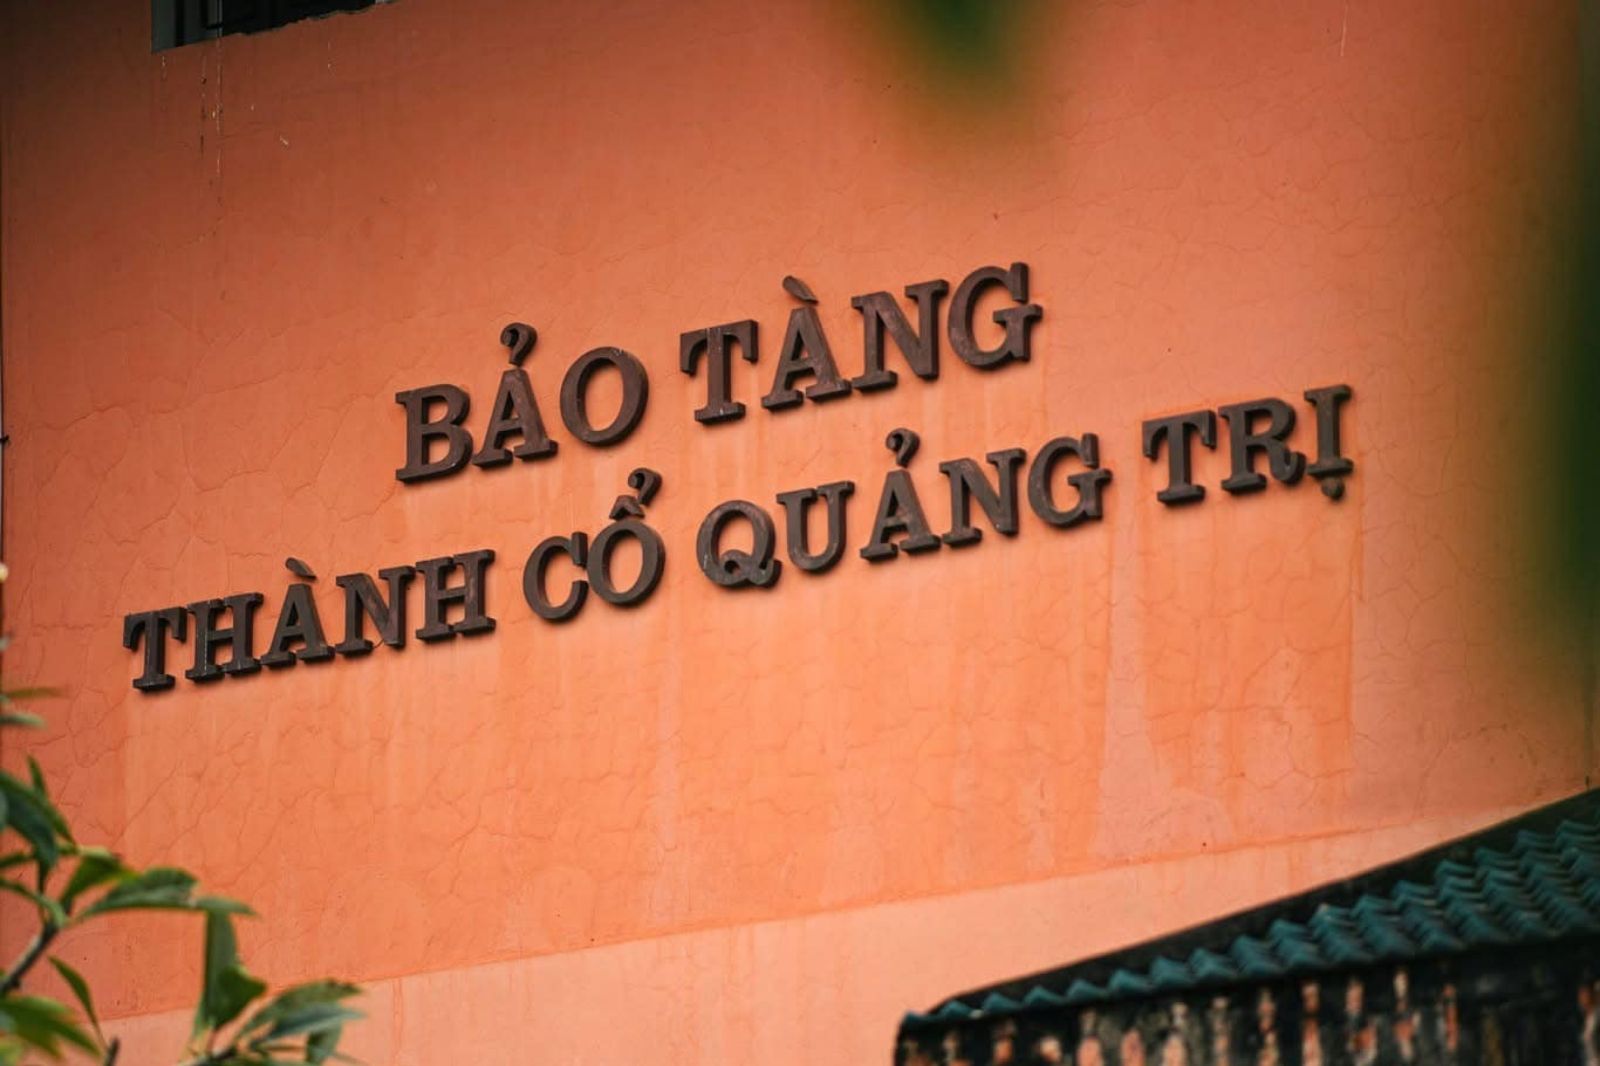 BẢO TÀNG
THÀNH CỔ QUẢNG TRỊ